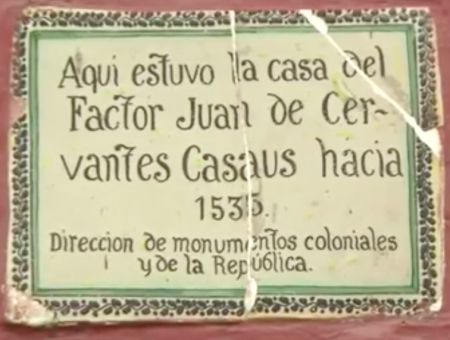 Aqui estuvo la casa del
Factor Juan de Cer-
vantes Casaus hacia
1535.
Direccion de monumentos coloniales
y de la República.